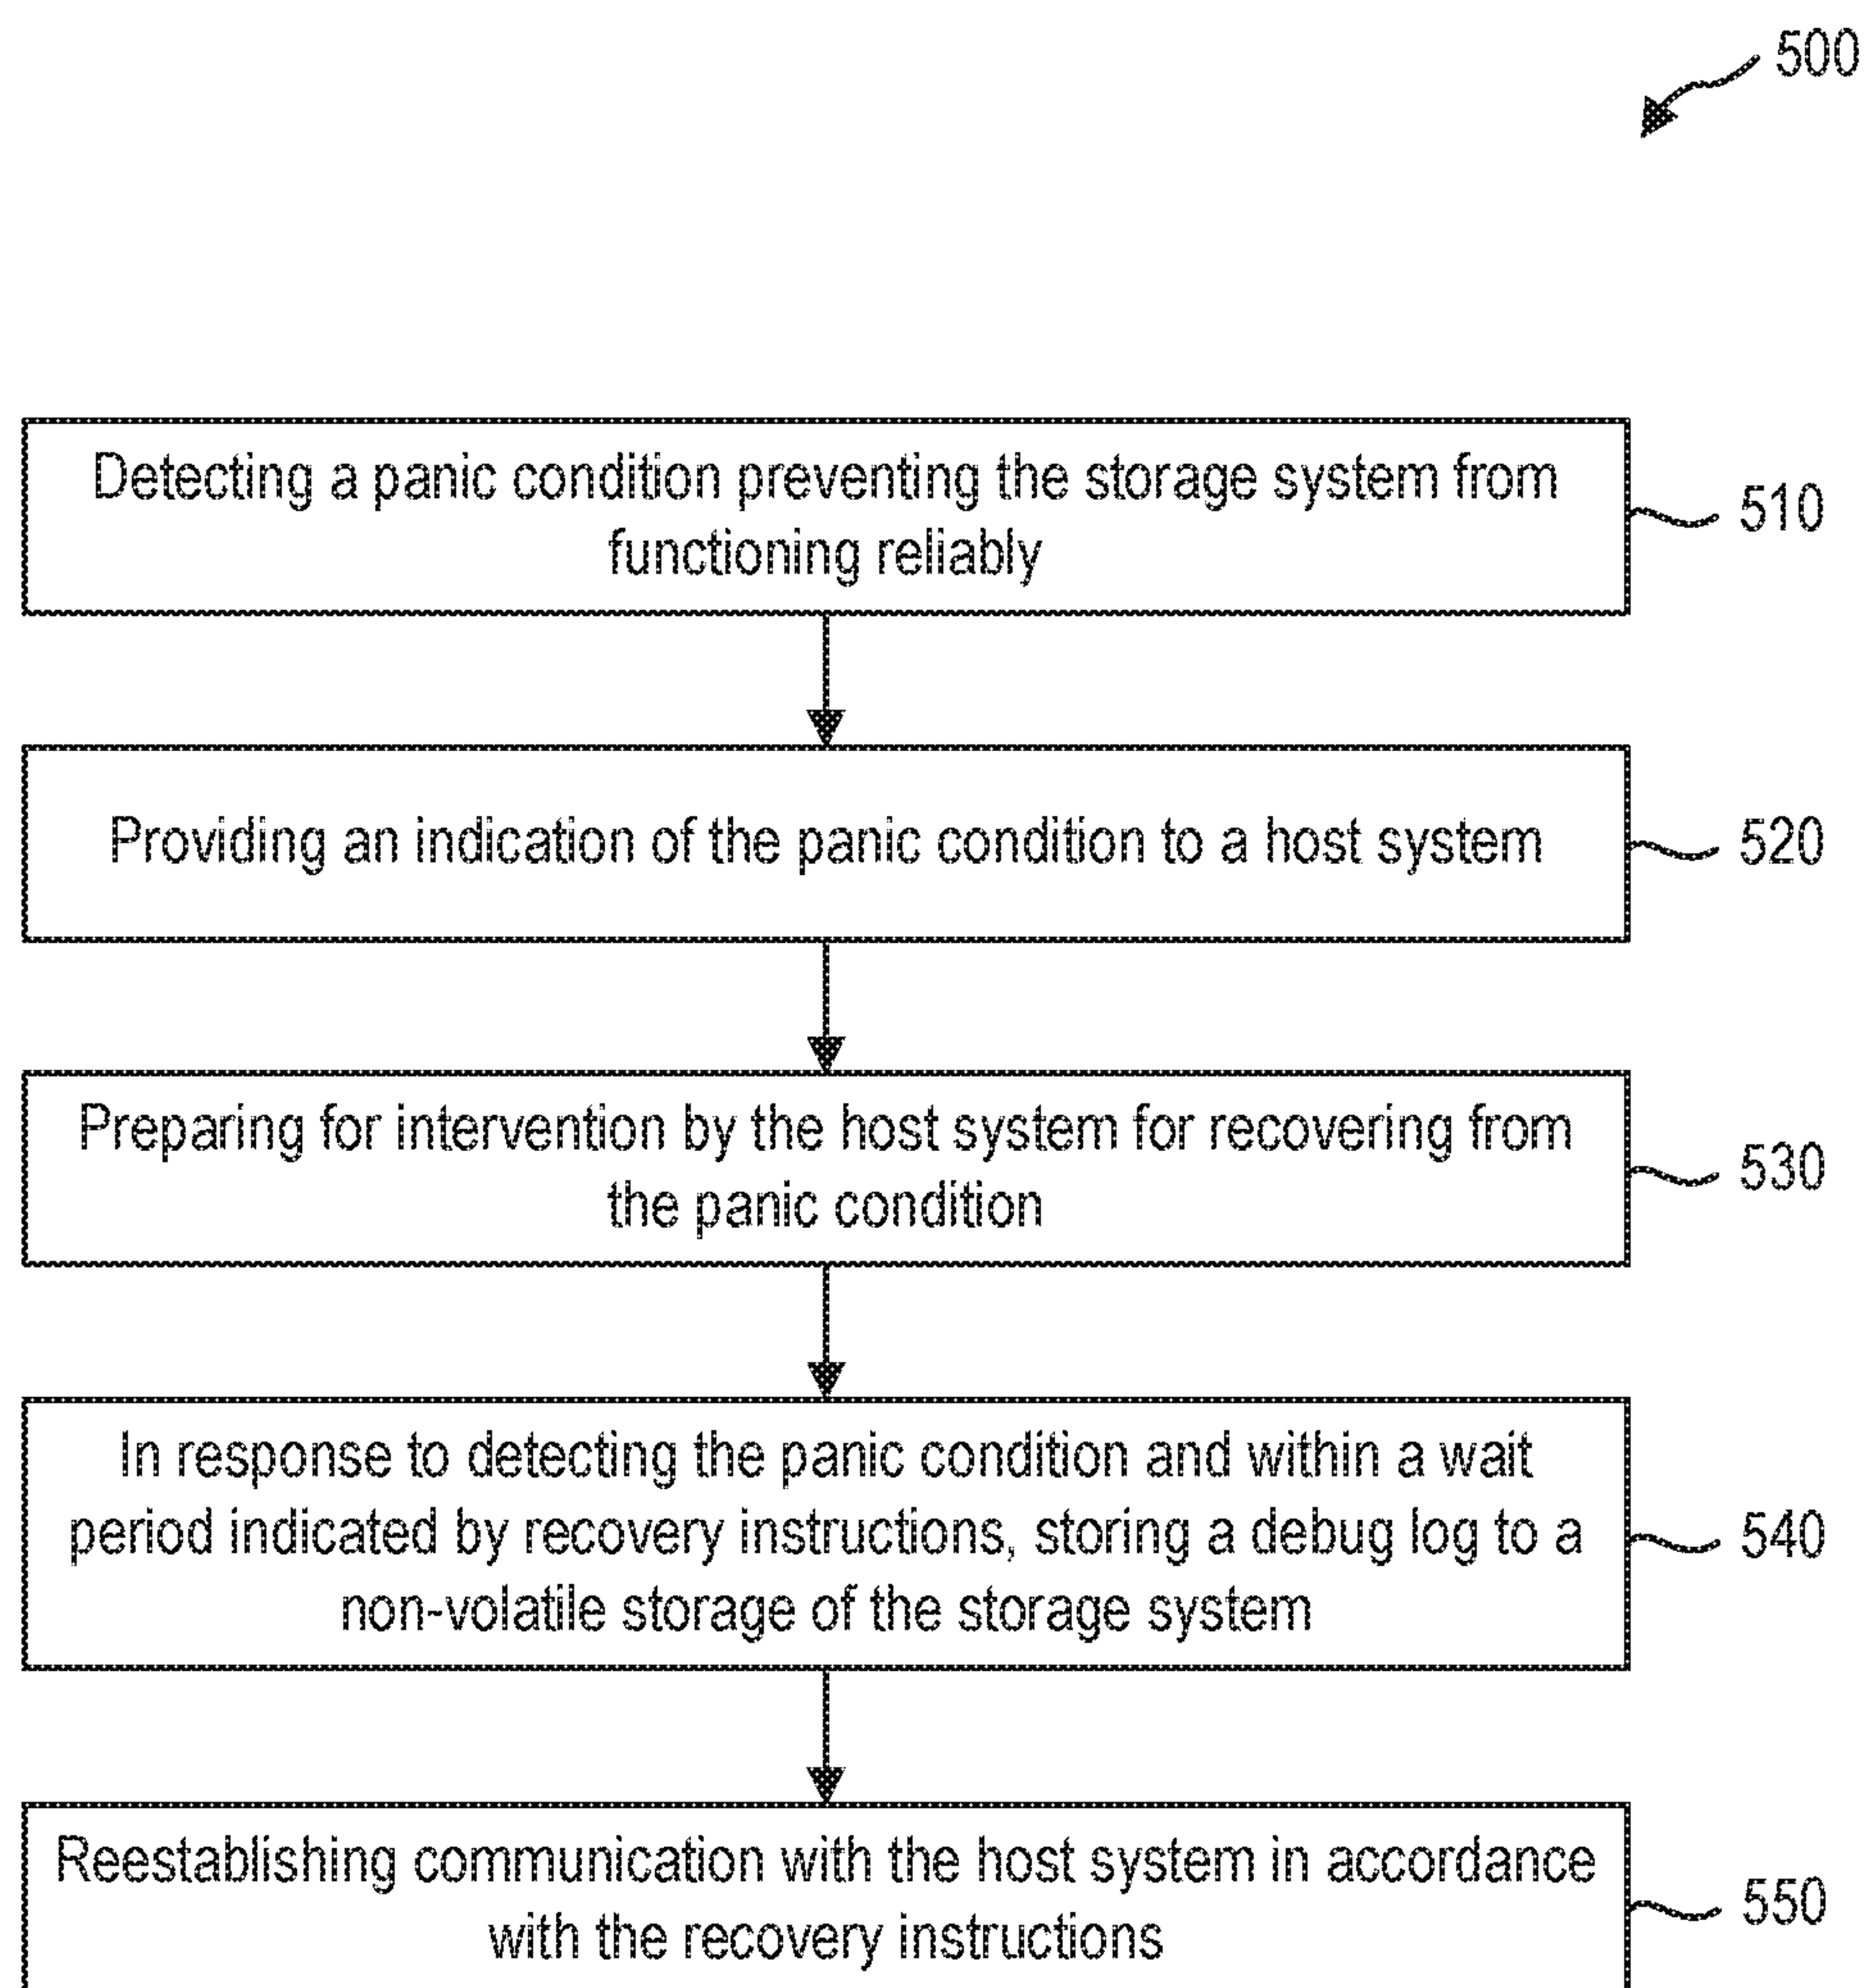 500
Detecting a panic condition preventing the storage system from
functioning reliably
510
Providing an indication of the panic condition to a host system
520
Preparing for intervention by the host system for recovering from
the panic condition
530
In response to detecting the panic condition and within a wait
period indicated by recovery instructions, storing a debug log to a
non-volatile storage of the storage system
540
Reestablishing communication with the host system in accordance
with the recovery instructions
550